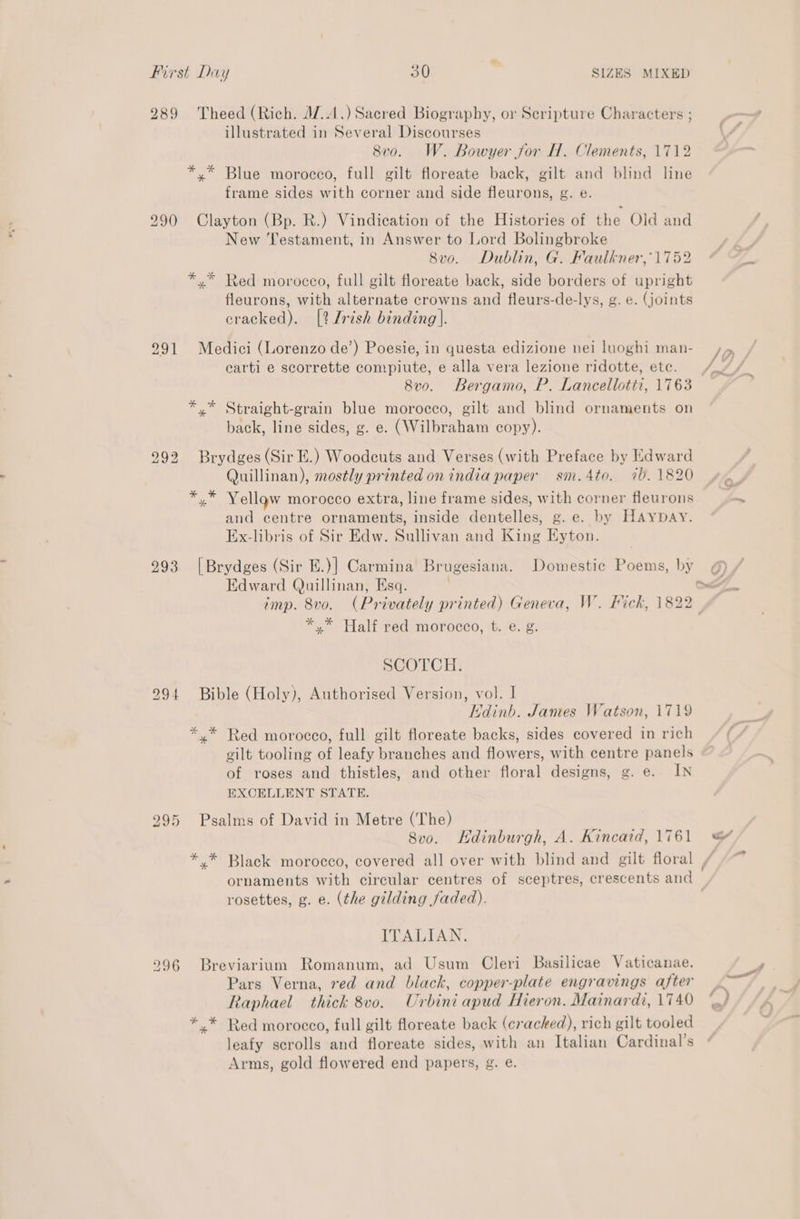 First Day 30 SIZES MIXED
289 Theed (Rich. M.A.) Sacred Biography, or Scripture Characters ;
illustrated in Several Discourses
8vo. W. Bowyer for H. Clements, 1712
*** Blue morocco, full gilt floreate back, gilt and blind line
frame sides with corner and side fleurons, g. e.
290 Clayton (Bp. R.) Vindication of the Histories of the Old and
New Testament, in Answer to Lord Bolingbroke
8vo. Dublin, G. Faulkner, 1752
*** Red morocco, full gilt floreate back, side borders of upright
fleurons, with alternate crowns and fleurs-de-lys, g. e. (joints
cracked). [? Irish binding].
291 Medici (Lorenzo de') Poesie, in questa edizione nei luoghi man-
carti e scorrette compiute, e alla vera lezione ridotte, etc.
8vo. Bergamo, P. Lancellotti, 1763
*** Straight-grain blue morocco, gilt and blind ornaments on
back, line sides, g. e. (Wilbraham copy).
292 Brydges (Sir E.) Woodcuts and Verses (with Preface by Edward
Quillinan), mostly printed on india paper sm. 4to. ib. 1820
*** Yellow morocco extra, line frame sides, with corner fleurons
and centre ornaments, inside dentelles, g. e. by HAYDAY.
Ex-libris of Sir Edw. Sullivan and King Eyton.
293 [Brydges (Sir E.)] Carmina Brugesiana. Domestic Poems, by
Edward Quillinan, Esq.
imp. 8vo. (Privately printed) Geneva, W. Fick, 1822
*** Half red morocco, t. e. g.
SCOTCH.
294 Bible (Holy), Authorised Version, vol. I
Edinb. James Watson, 1719
*** Red morocco, full gilt floreate backs, sides covered in rich
gilt tooling of leafy branches and flowers, with centre panels
of roses and thistles, and other floral designs, g. e. IN
EXCELLENT STATE.
295 Psalms of David in Metre (The)
8vo. Edinburgh, A. Kincaid, 1761
*** Black morocco, covered all over with blind and gilt floral
ornaments with circular centres of sceptres, crescents and
rosettes, g. e. (the gilding faded).
ITALIAN.
296 Breviarium Romanum, ad Usum Cleri Basilicae Vaticanae.
Pars Verna, red and black, copper-plate engravings after
Raphael thick 8vo. Urbini apud Hieron. Mainardi, 1740
*** Red morocco, full gilt floreate back (cracked), rich gilt tooled
leafy scrolls and floreate sides, with an Italian Cardinal's
Arms, gold flowered end papers, g. e.